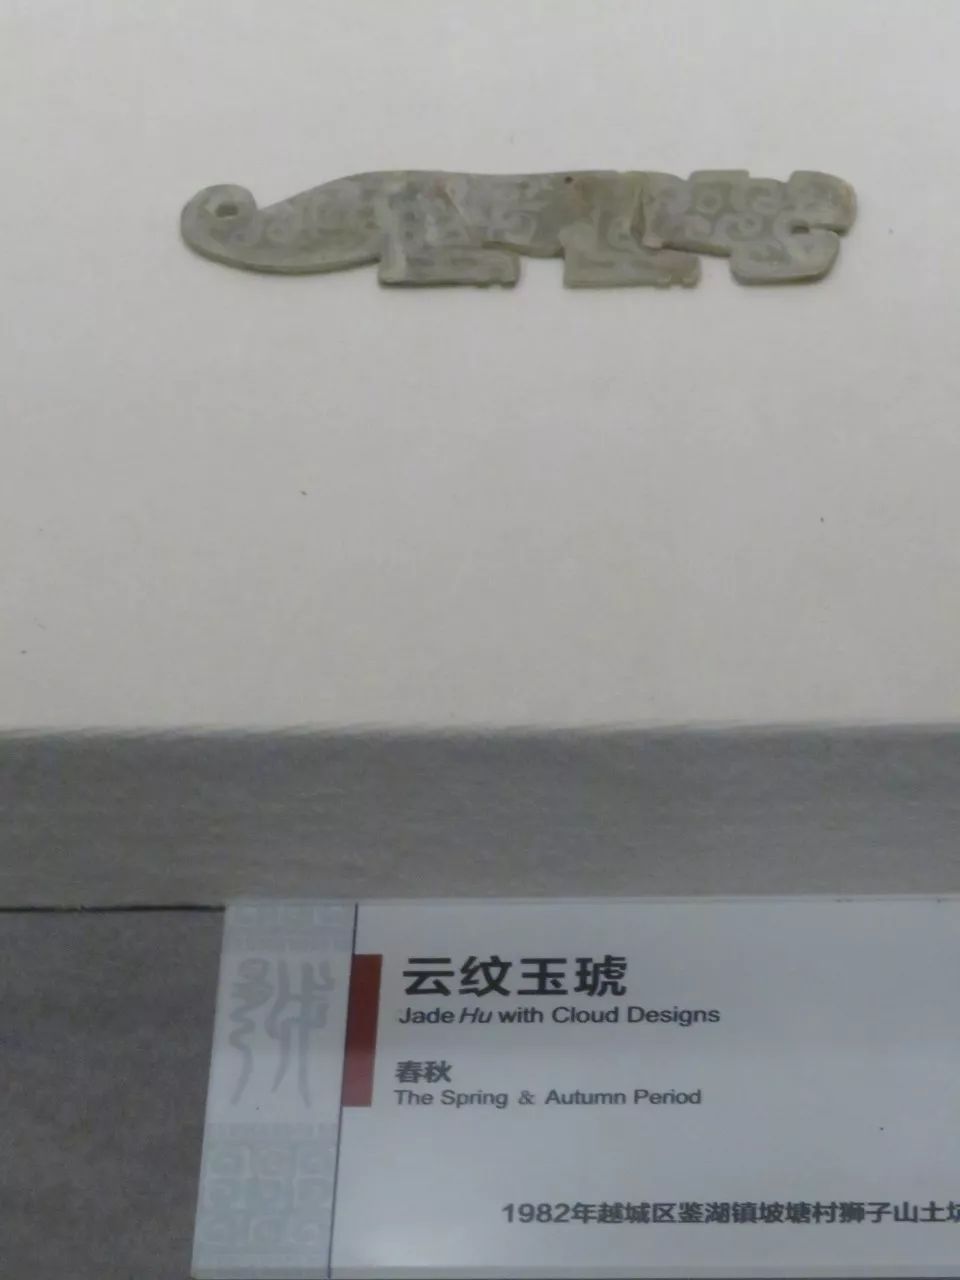 云纹玉琥
Jade Hu with Cloud Designs
春秋
The Spring & Autumn Period
1982年越城区鉴湖镇坡塘村狮子山土坑